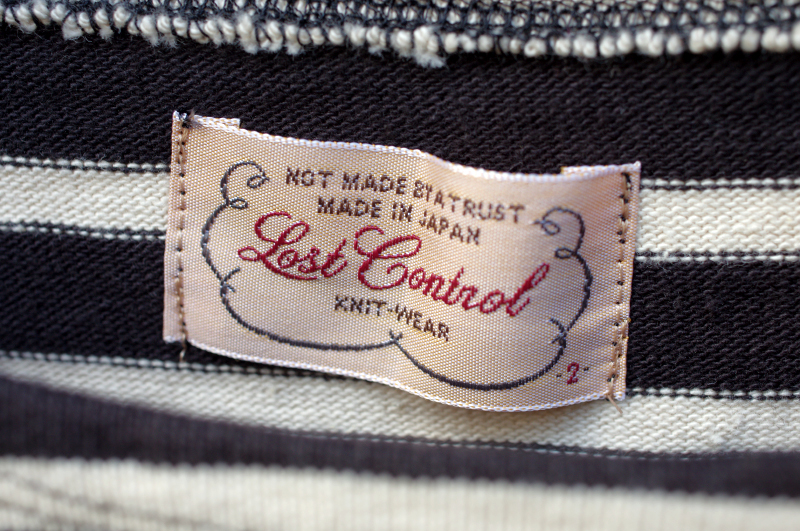 NOT MADE BY A TRUST
MADE IN JAPAN
Lost Control
KNIT-WEAR
-2-